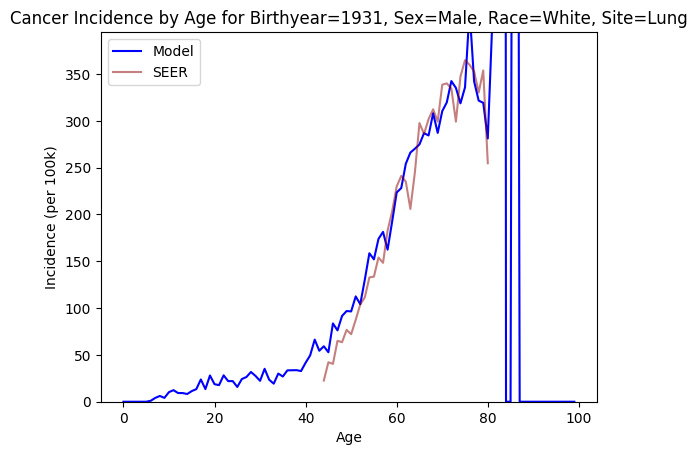 Cancer Incidence by Age for Birthyear=1931, Sex=Male, Race=White, Site=Lung
Model
SEER
350
300
250
200
150
100
50
0
Incidence (per 100k)
0 20 40 60 80 100
Age